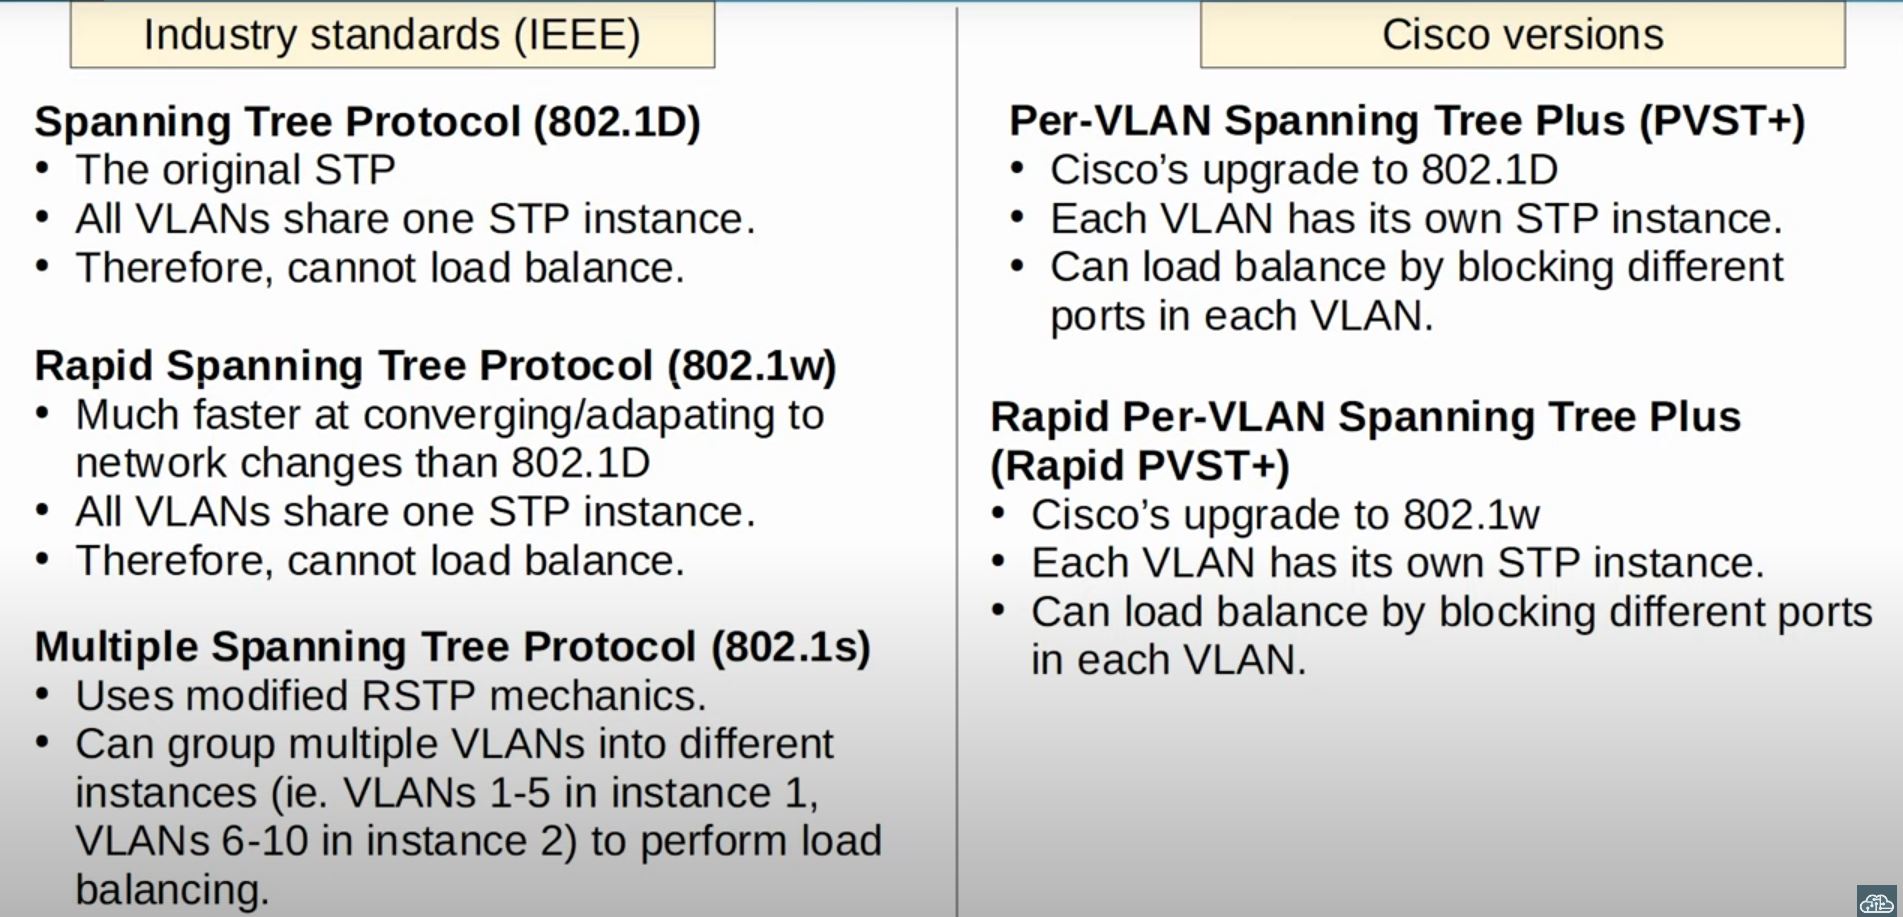 Industry standards (IEEE)
Spanning Tree Protocol (802.1D)
• The original STP
• All VLANs share one STP instance.
• Therefore, cannot load balance.
Rapid Spanning Tree Protocol (802.1w)
• Much faster at converging/adapating to
network changes than 802.1D
• All VLANs share one STP instance.
• Therefore, cannot load balance.
Multiple Spanning Tree Protocol (802.1s)
• Uses modified RSTP mechanics.
• Can group multiple VLANs into different
instances (ie. VLANs 1-5 in instance 1,
VLANs 6-10 in instance 2) to perform load
balancing.
Cisco versions
Per-VLAN Spanning Tree Plus (PVST+)
• Cisco’s upgrade to 802.1D
• Each VLAN has its own STP instance.
• Can load balance by blocking different
ports in each VLAN.
Rapid Per-VLAN Spanning Tree Plus
(Rapid PVST+)
• Cisco’s upgrade to 802.1w
• Each VLAN has its own STP instance.
• Can load balance by blocking different ports
in each VLAN.